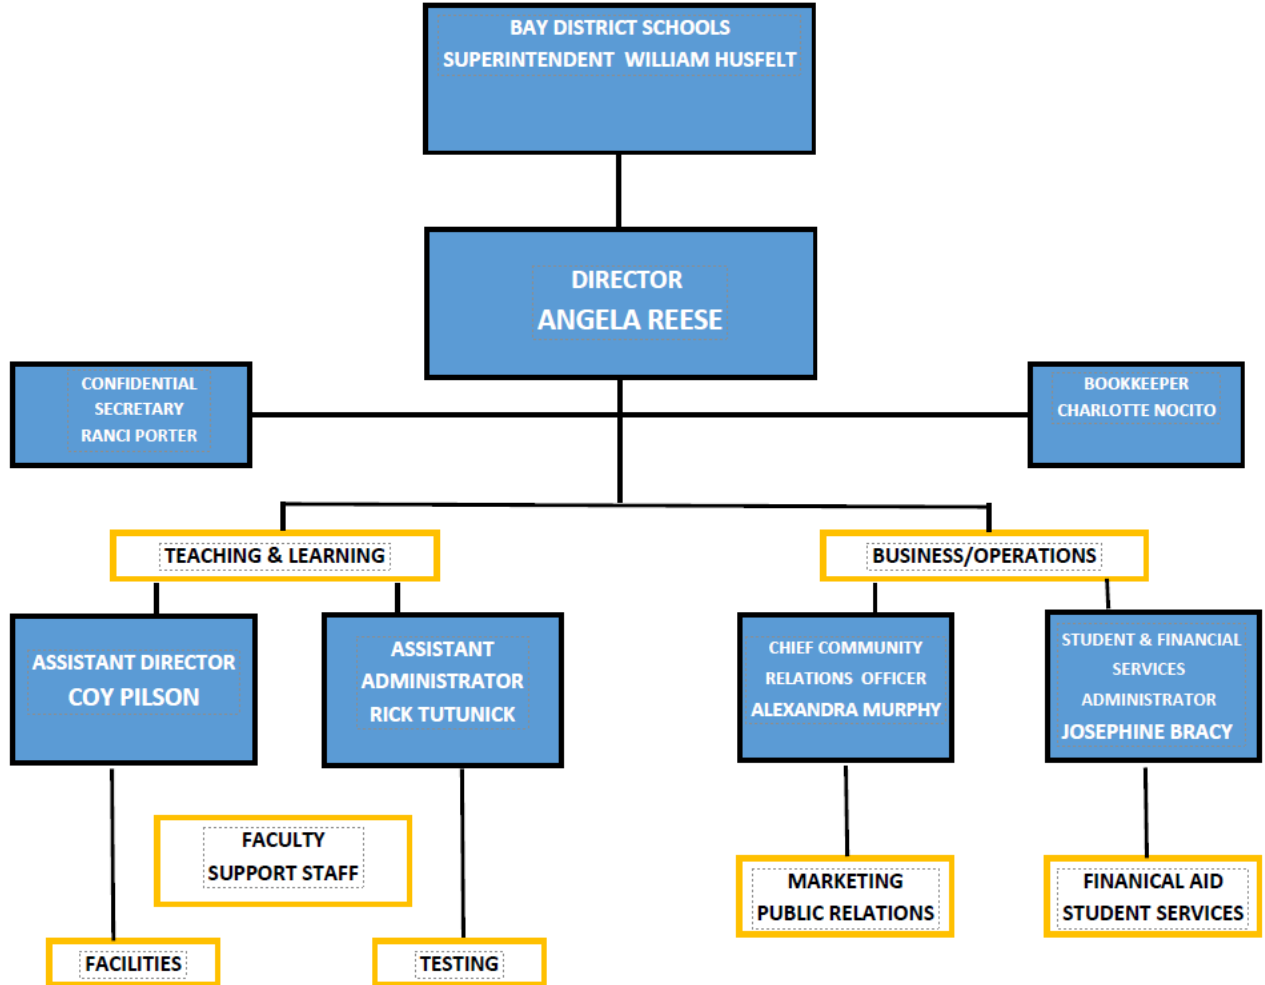 BAY DISTRICT SCHOOLS
SUPERINTENDENT WILLIAM HUSFELT
DIRECTOR
ANGELA REESE
CONFIDENTIAL
SECRETARY
RANCI PORTER
BOOKKEEPER
CHARLOTTE NOCITO
TEACHING & LEARNING
BUSINESS/OPERATIONS
ASSISTANT DIRECTOR
COY PILSON
ASSISTANT
ADMINISTRATOR
RICK TUTUNICK
CHIEF COMMUNITY
RELATIONS OFFICER
ALEXANDRA MURPHY
STUDENT & FINANCIAL
SERVICES
ADMINISTRATOR
JOSEPHINE BRACY
FACULTY
SUPPORT STAFF
MARKETING
PUBLIC RELATIONS
FINANICAL AID
STUDENT SERVICES
FACILITIES
TESTING